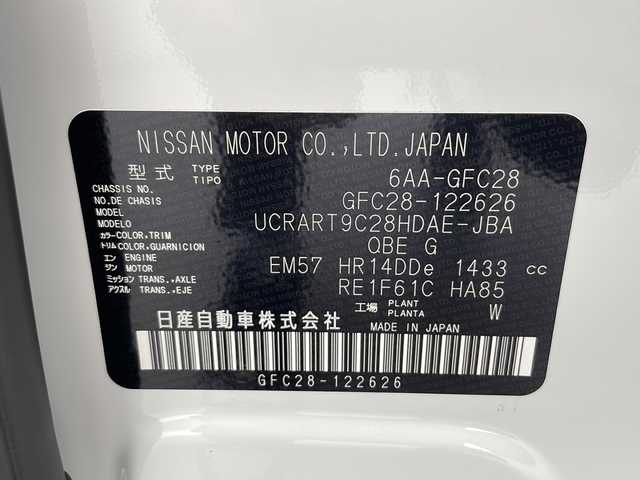 NISSAN MOTOR CO.,LTD.JAPAN
型式 TYPE TIPO 6AA-GFC28
CHASSIS NO. NO.DE CHASIS GFC28-122626
MODEL MODELO UCRART9C28HDAE-JBA
カラー COLOR,TRIM トリム COLOR,GUARNICION QBE G
エン ENGINE ジン MOTOR EM57 HR14DDe 1433 cc
ミッション TRANS.,AXLE アクスル TRANS.,EJE RE1F61C HA85
工場 PLANT PLANTA W
日産自動車株式会社 MADE IN JAPAN
GFC28-122626